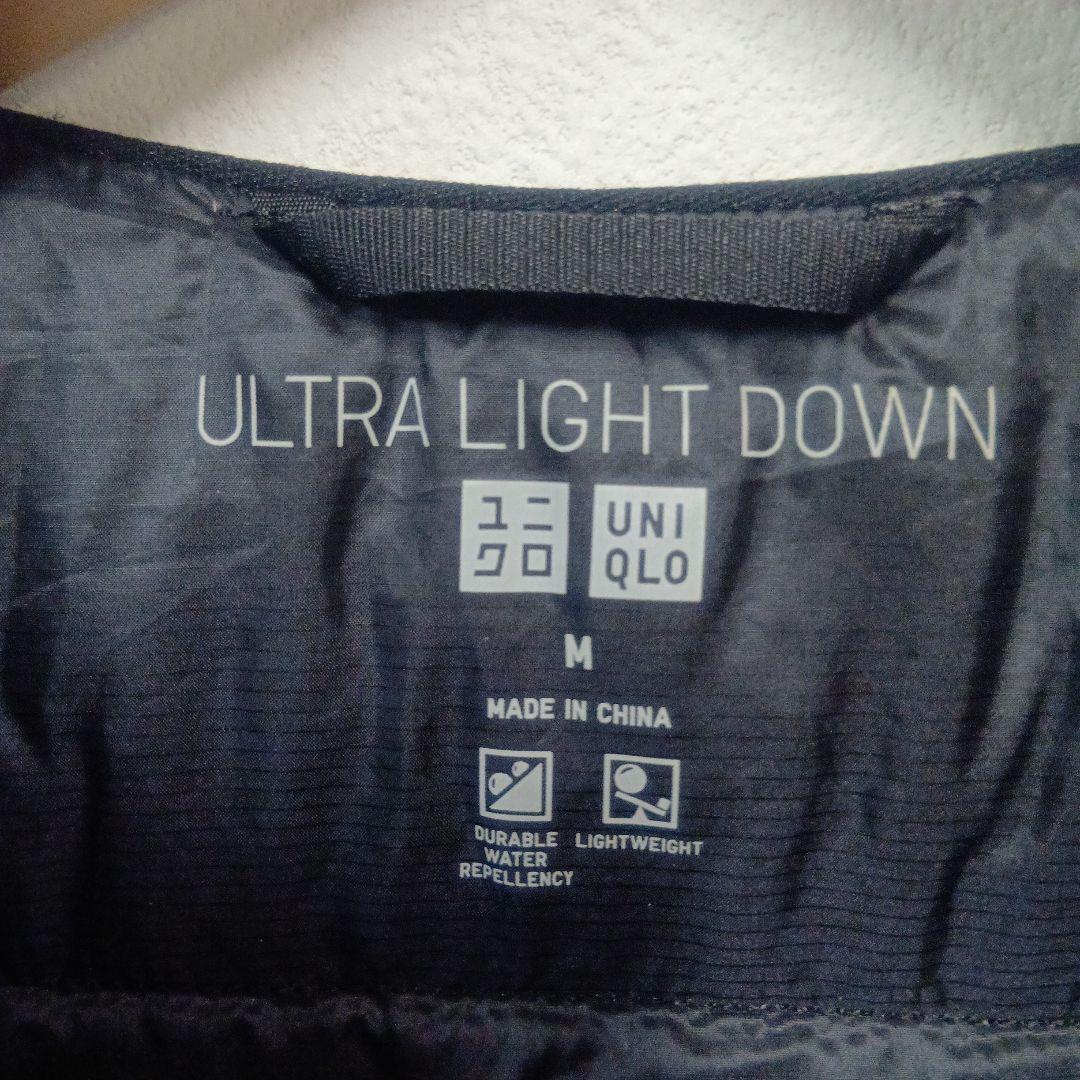 ULTRA LIGHT DOWN
ユニ
クロ
UNI
QLO
M
MADE IN CHINA
DURABLE
WATER
REPELLENCY
LIGHTWEIGHT